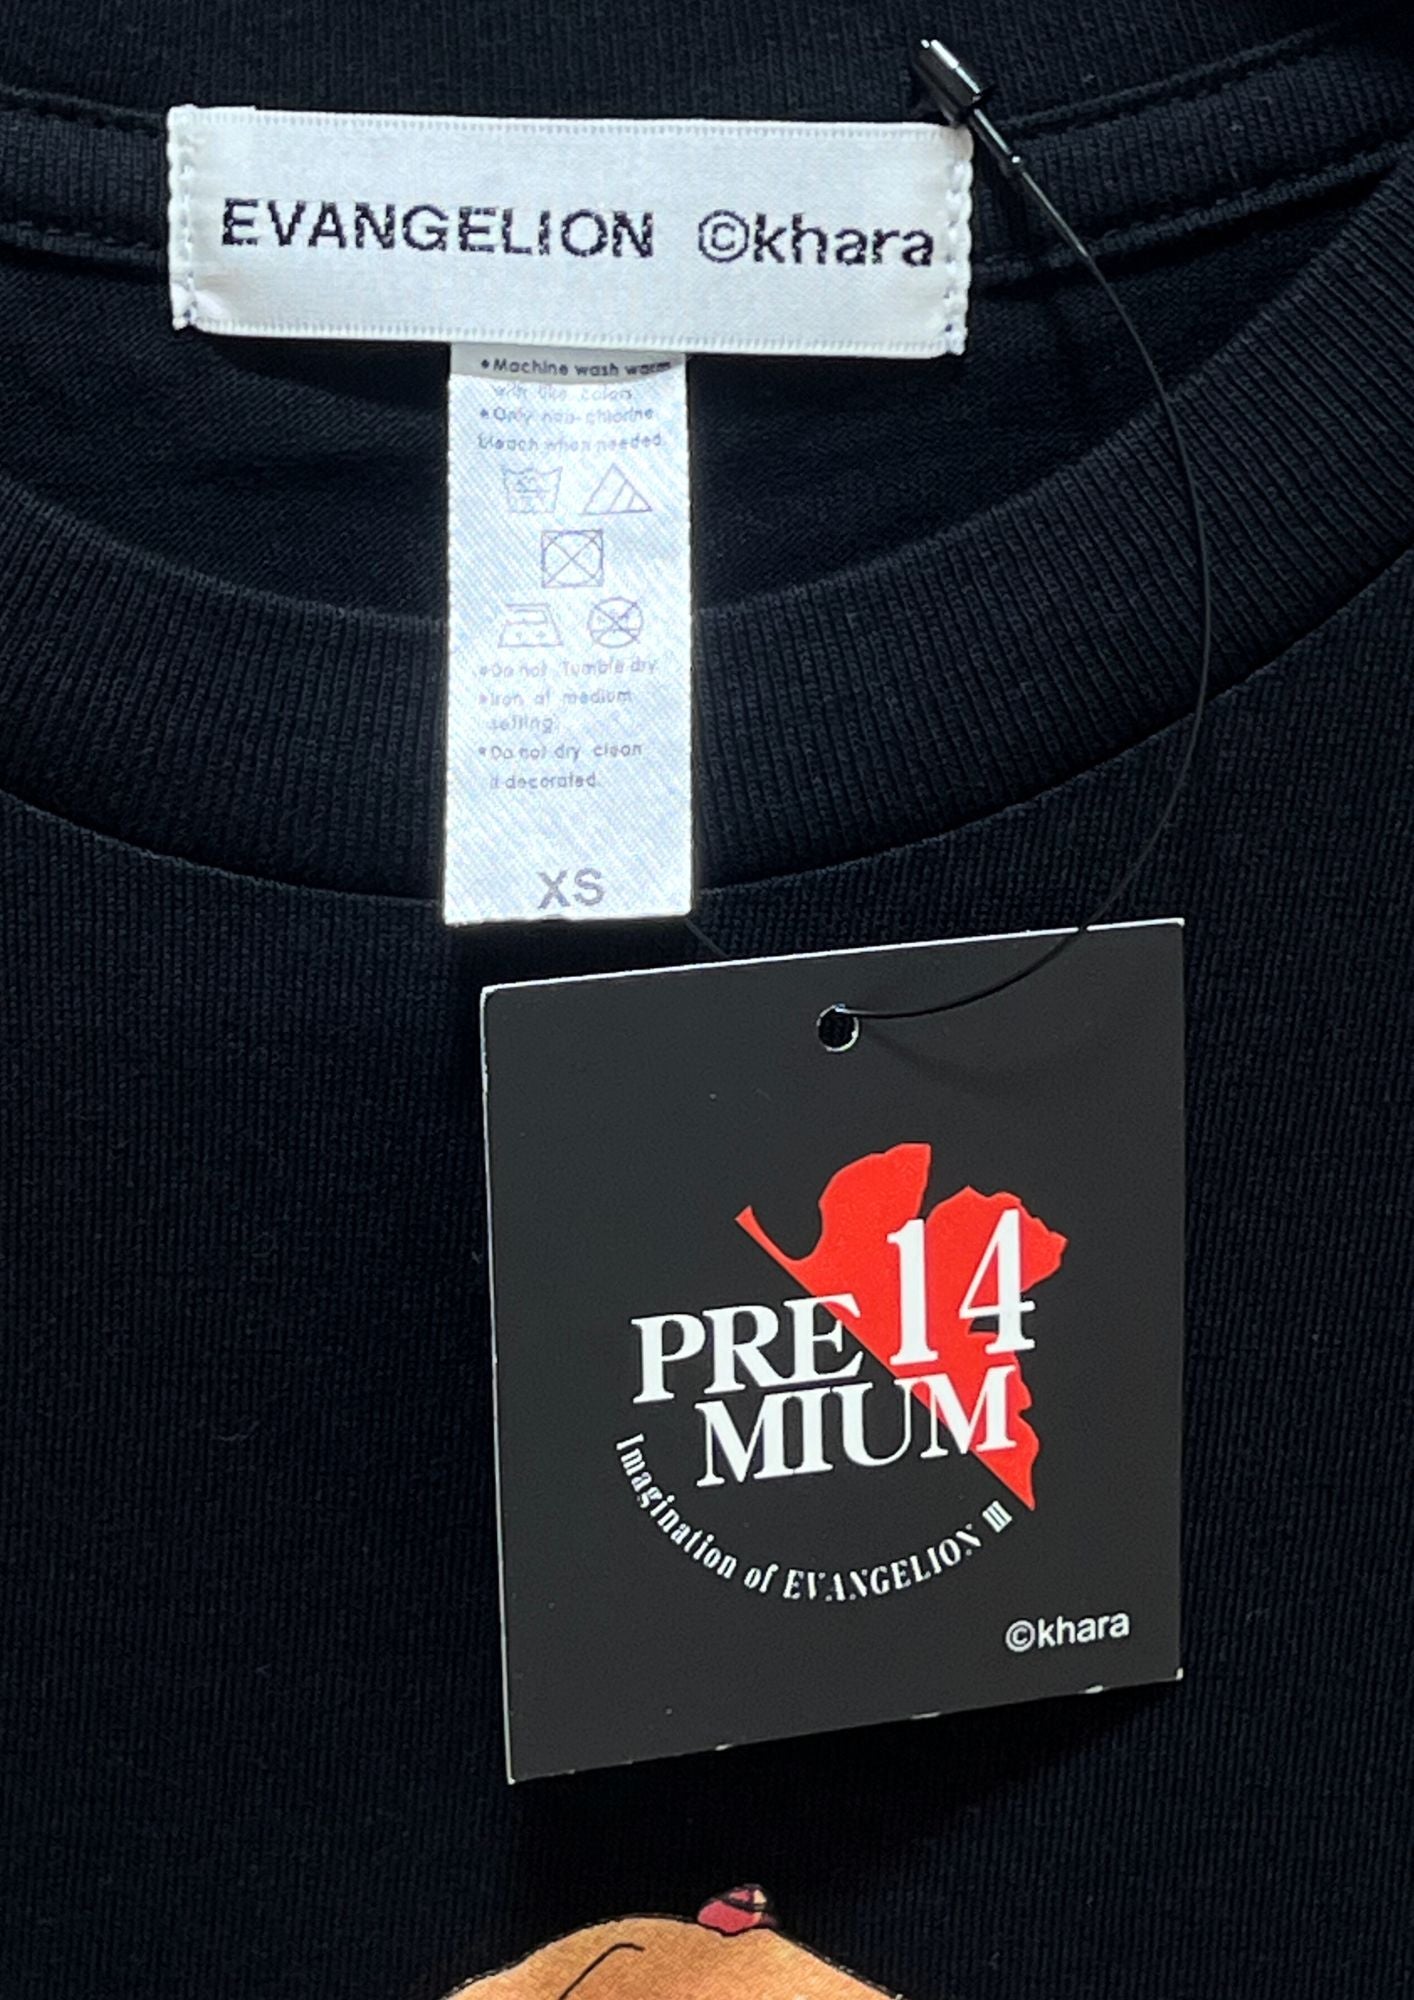 EVANGELION ©khara
•Machine wash warm
with like colors
•Only non-chlorine
bleach when needed.
•Do not Tumble dry.
•Iron at medium
setting.
•Do not dry clean
if decorated.
XS
14
PRE
MIUM
Imagination of EVANGELION III
©khara